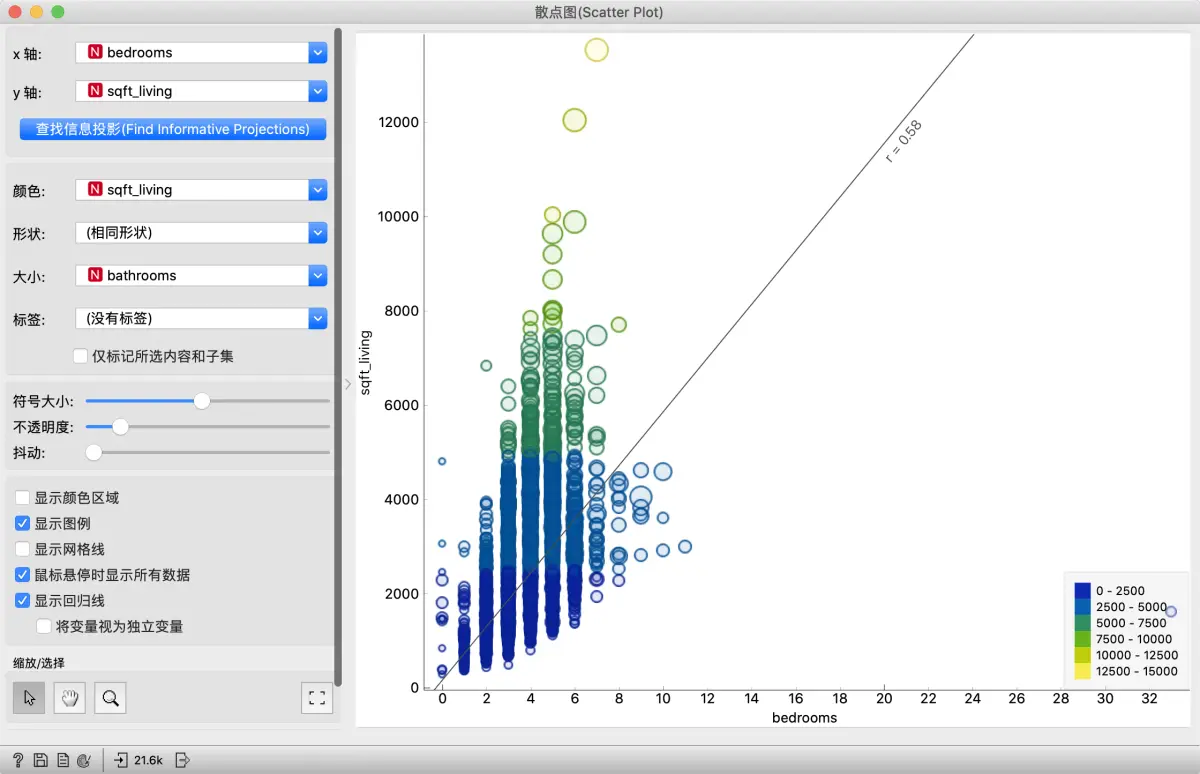 散点图(Scatter Plot)
x 轴: N bedrooms
y 轴: N sqft_living
查找信息投影(Find Informative Projections)
颜色: N sqft_living
形状: (相同形状)
大小: N bathrooms
标签: (没有标签)
仅标记所选内容和子集
符号大小:
不透明度:
抖动:
显示颜色区域
显示图例
显示网格线
鼠标悬停时显示所有数据
显示回归线
将变量视为独立变量
缩放/选择
? 21.6k
12000
10000
8000
6000
4000
2000
0
sqft_living
r = 0.58
0 2 4 6 8 10 12 14 16 18 20 22 24 26 28 30 32
bedrooms
0 - 2500
2500 - 5000
5000 - 7500
7500 - 10000
10000 - 12500
12500 - 15000